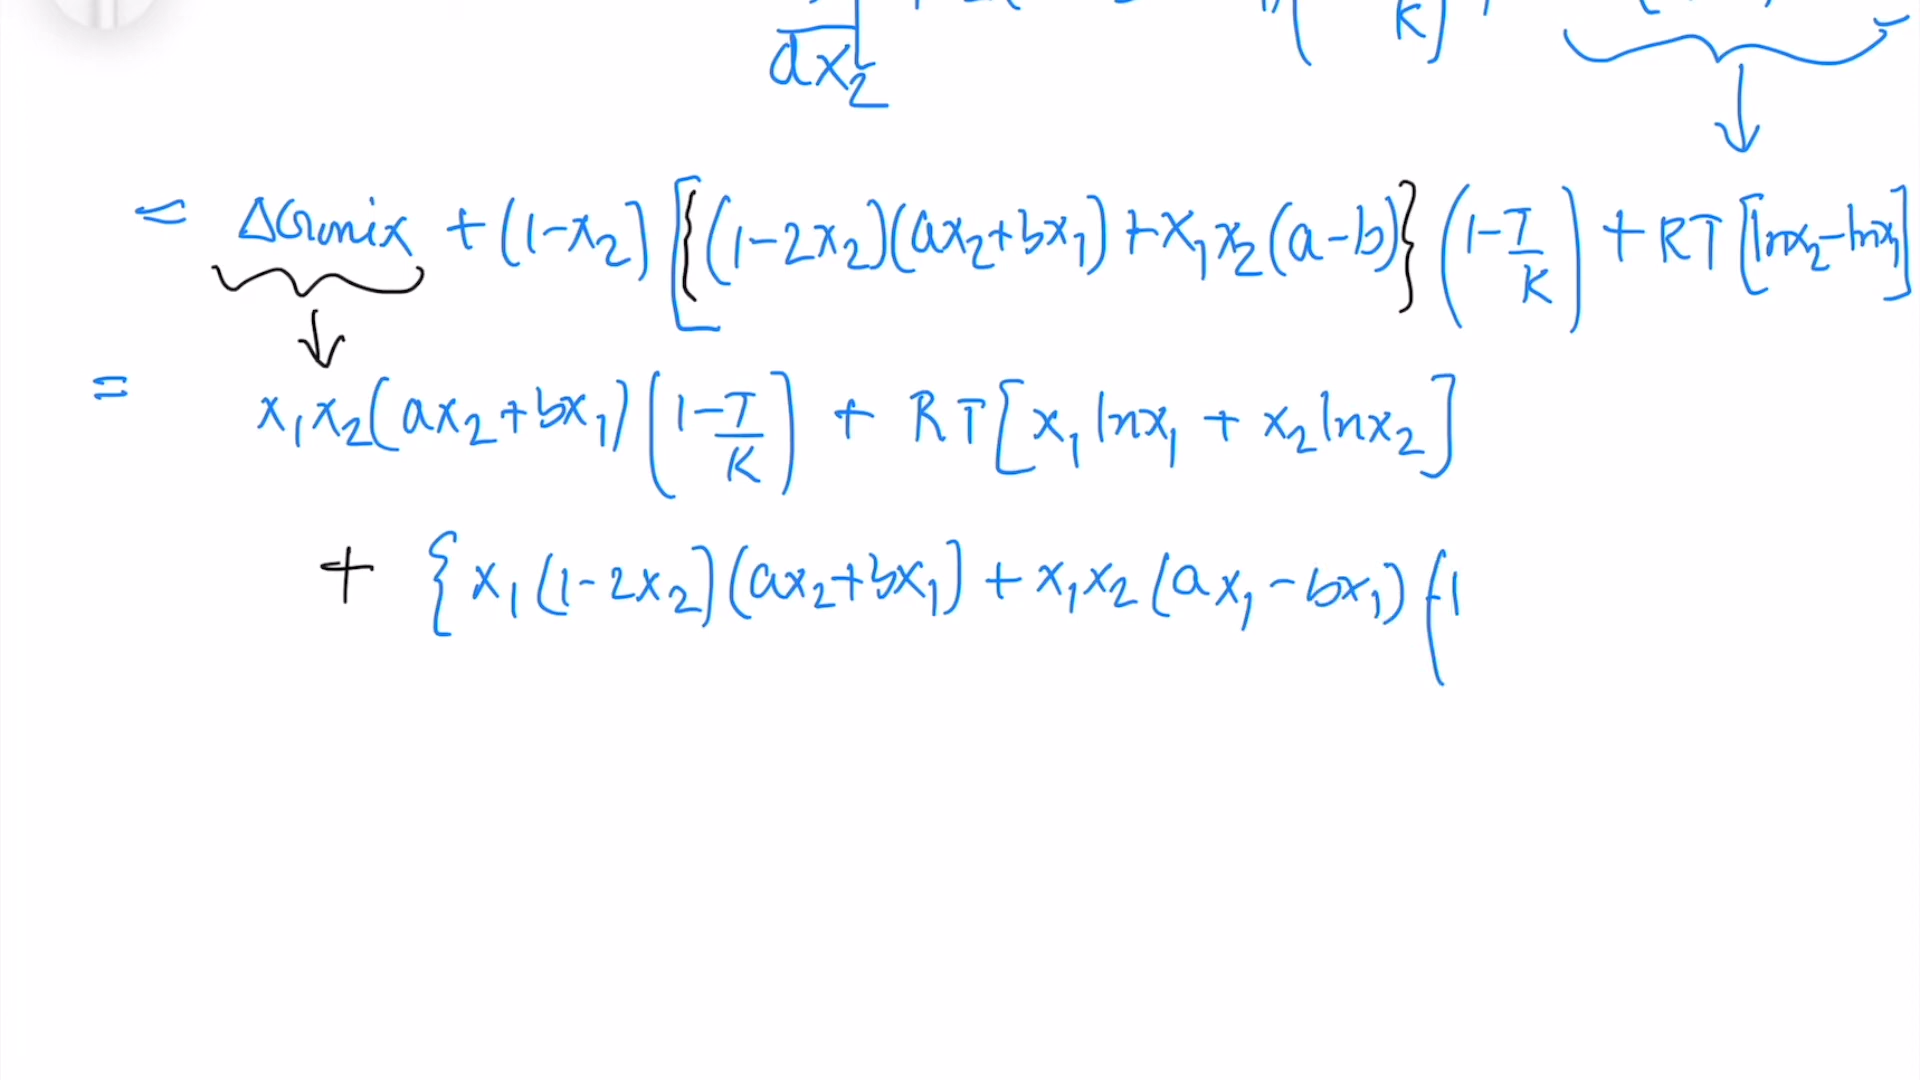 dx₂ K
= ΔGmix + (1-x₂) [{(1-2x₂)(ax₂+bx₁) + x₁x₂(a-b)} (1-T/K) + RT [lnx₂-lnx₁]
= x₁x₂(ax₂+bx₁) (1-T/K) + RT[x₁lnx₁ + x₂lnx₂]
+ {x₁(1-2x₂)(ax₂+bx₁) + x₁x₂(ax₁-bx₁) (1